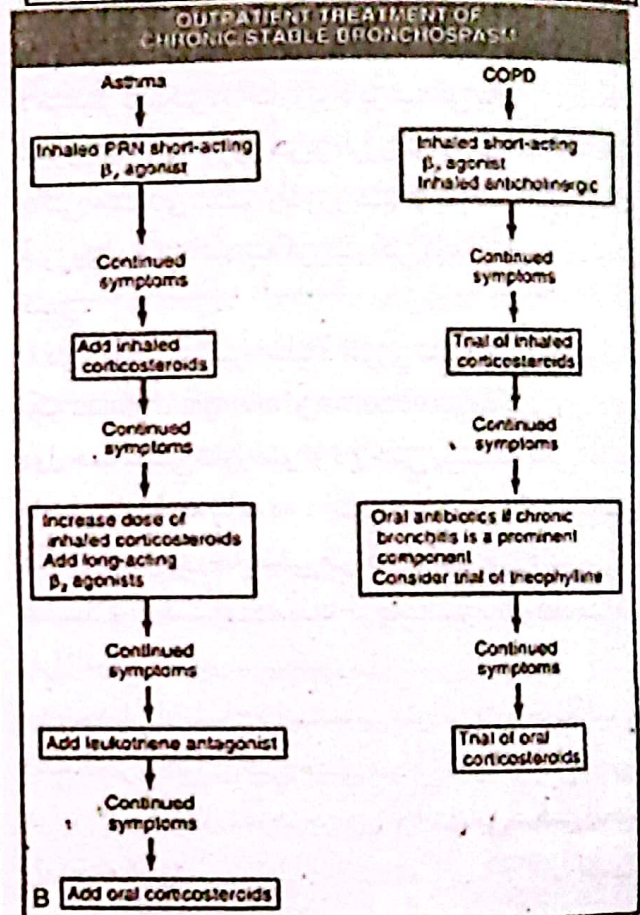 OUTPATIENT TREATMENT OF
CHRONIC STABLE BRONCHOSPASM
Asthma
Inhaled PRN short-acting
β₂ agonist
Continued
symptoms
Add inhaled
corticosteroids
Continued
symptoms
Increase dose of
inhaled corticosteroids
Add long-acting
β₂ agonists
Continued
symptoms
Add leukotriene antagonist
Continued
symptoms
B Add oral corticosteroids
COPD
Inhaled short-acting
β₂ agonist
Inhaled anticholinergic
Continued
symptoms
Trial of inhaled
corticosteroids
Continued
symptoms
Oral antibiotics if chronic
bronchitis is a prominent
component
Consider trial of theophylline
Continued
symptoms
Trial of oral
corticosteroids